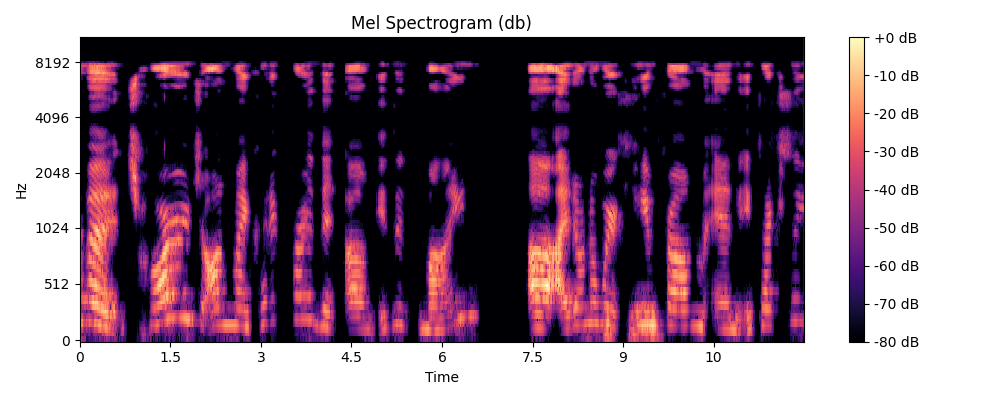 Mel Spectrogram (db)
Hz
8192
4096
2048
1024
512
0
0 1.5 3 4.5 6 7.5 9 10
Time
+0 dB
-10 dB
-20 dB
-30 dB
-40 dB
-50 dB
-60 dB
-70 dB
-80 dB